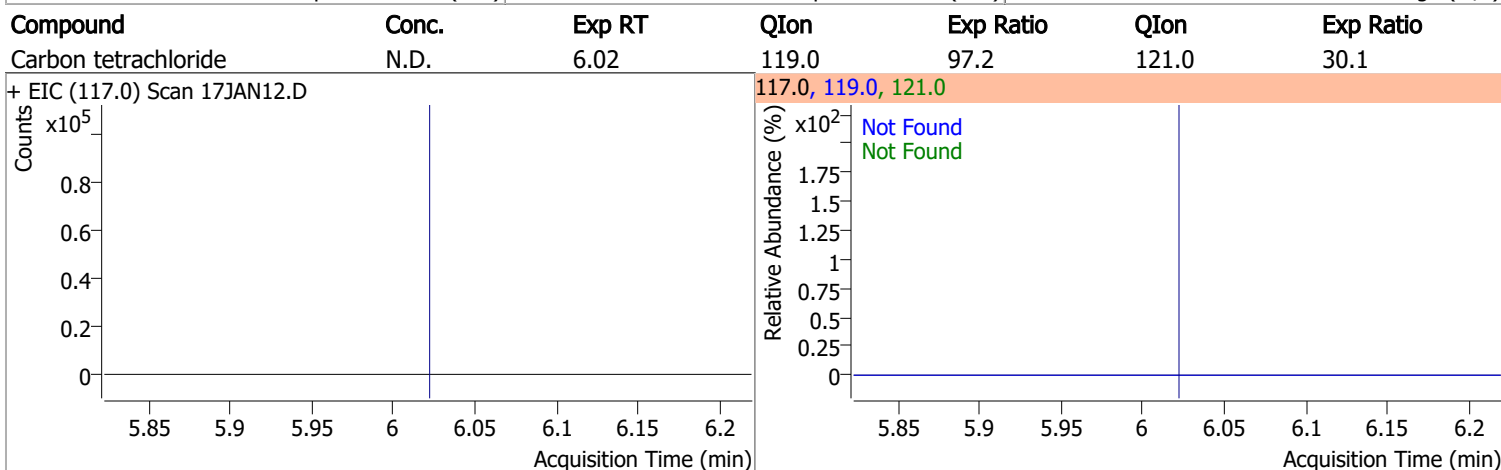 Compound Conc. Exp RT QIon Exp Ratio QIon Exp Ratio
Carbon tetrachloride N.D. 6.02 119.0 97.2 121.0 30.1
+ EIC (117.0) Scan 17JAN12.D
Counts
x10^5
0.8
0.6
0.4
0.2
0
5.85 5.9 5.95 6 6.05 6.1 6.15 6.2
Acquisition Time (min)
117.0, 119.0, 121.0
Relative Abundance (%)
x10^2
Not Found
Not Found
1.75
1.5
1.25
1
0.75
0.5
0.25
0
5.85 5.9 5.95 6 6.05 6.1 6.15 6.2
Acquisition Time (min)